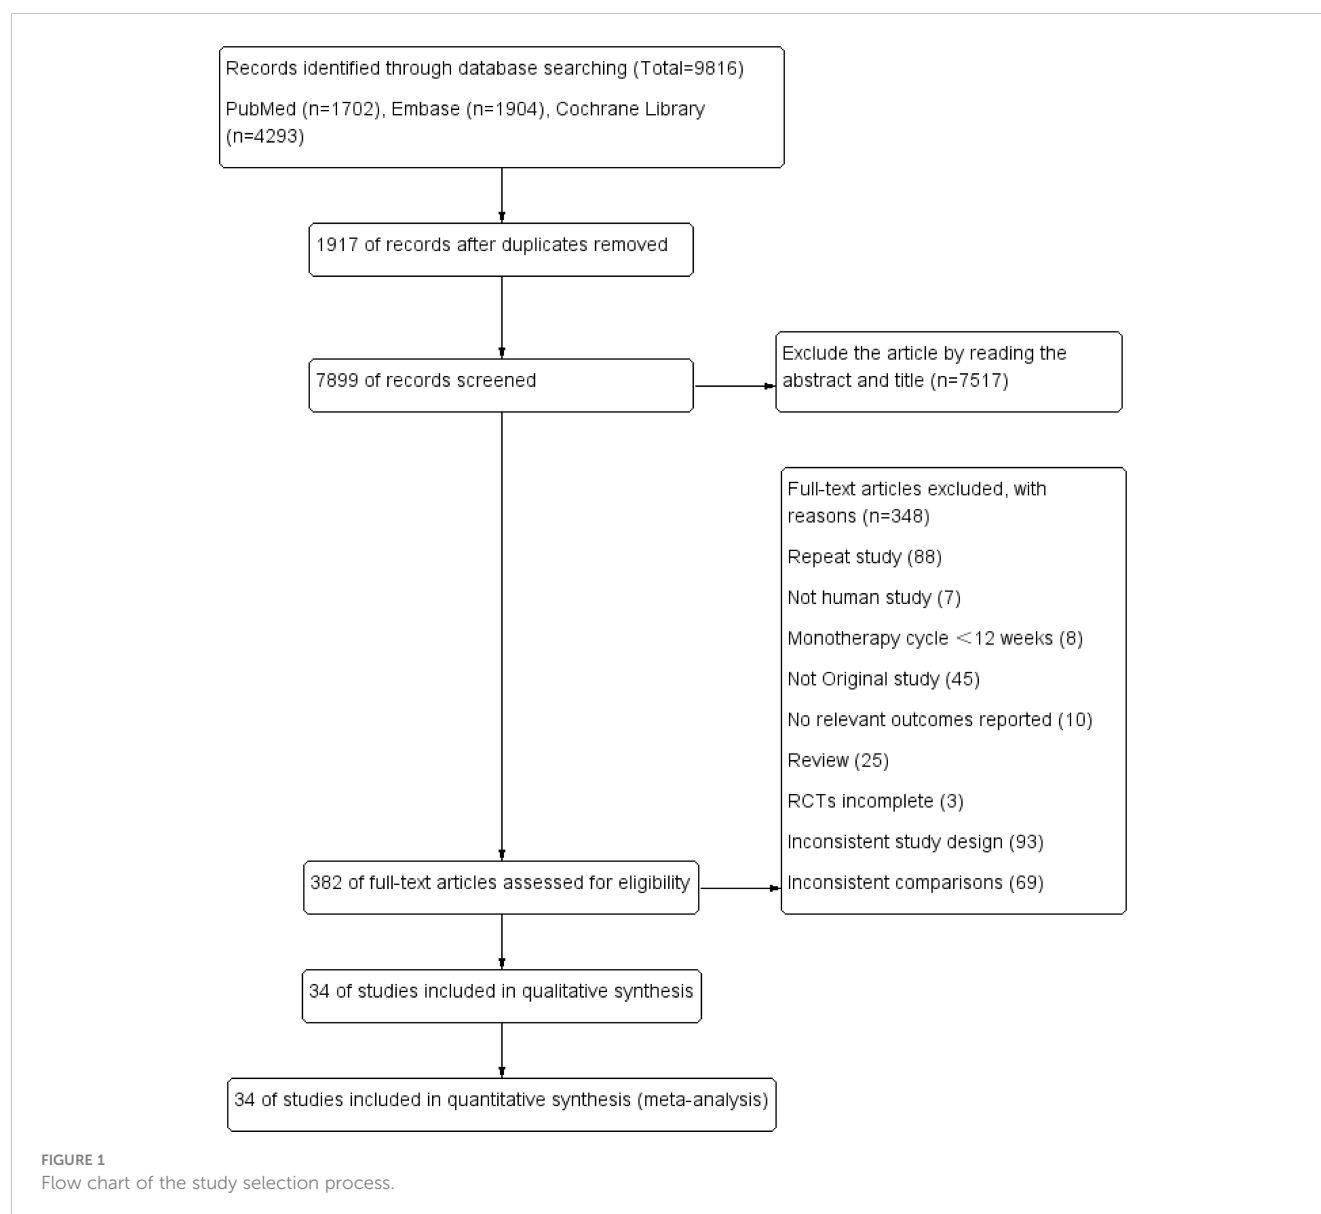 Records identified through database searching (Total=9816)
PubMed (n=1702), Embase (n=1904), Cochrane Library
(n=4293)
1917 of records after duplicates removed
7899 of records screened
Exclude the article by reading the
abstract and title (n=7517)
Full-text articles excluded, with
reasons (n=348)
Repeat study (88)
Not human study (7)
Monotherapy cycle <12 weeks (8)
Not Original study (45)
No relevant outcomes reported (10)
Review (25)
RCTs incomplete (3)
Inconsistent study design (93)
Inconsistent comparisons (69)
382 of full-text articles assessed for eligibility
34 of studies included in qualitative synthesis
34 of studies included in quantitative synthesis (meta-analysis)
FIGURE 1
Flow chart of the study selection process.